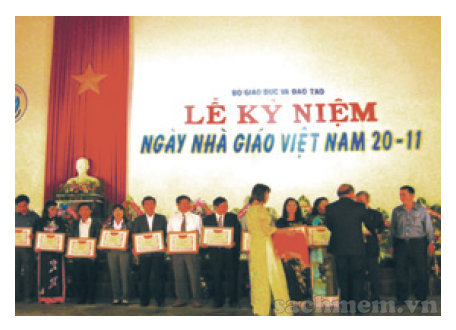 BỘ GIÁO DỤC VÀ ĐÀO TẠO
LỄ KỶ NIỆM
NGÀY NHÀ GIÁO VIỆT NAM 20-11
sachmem.vn